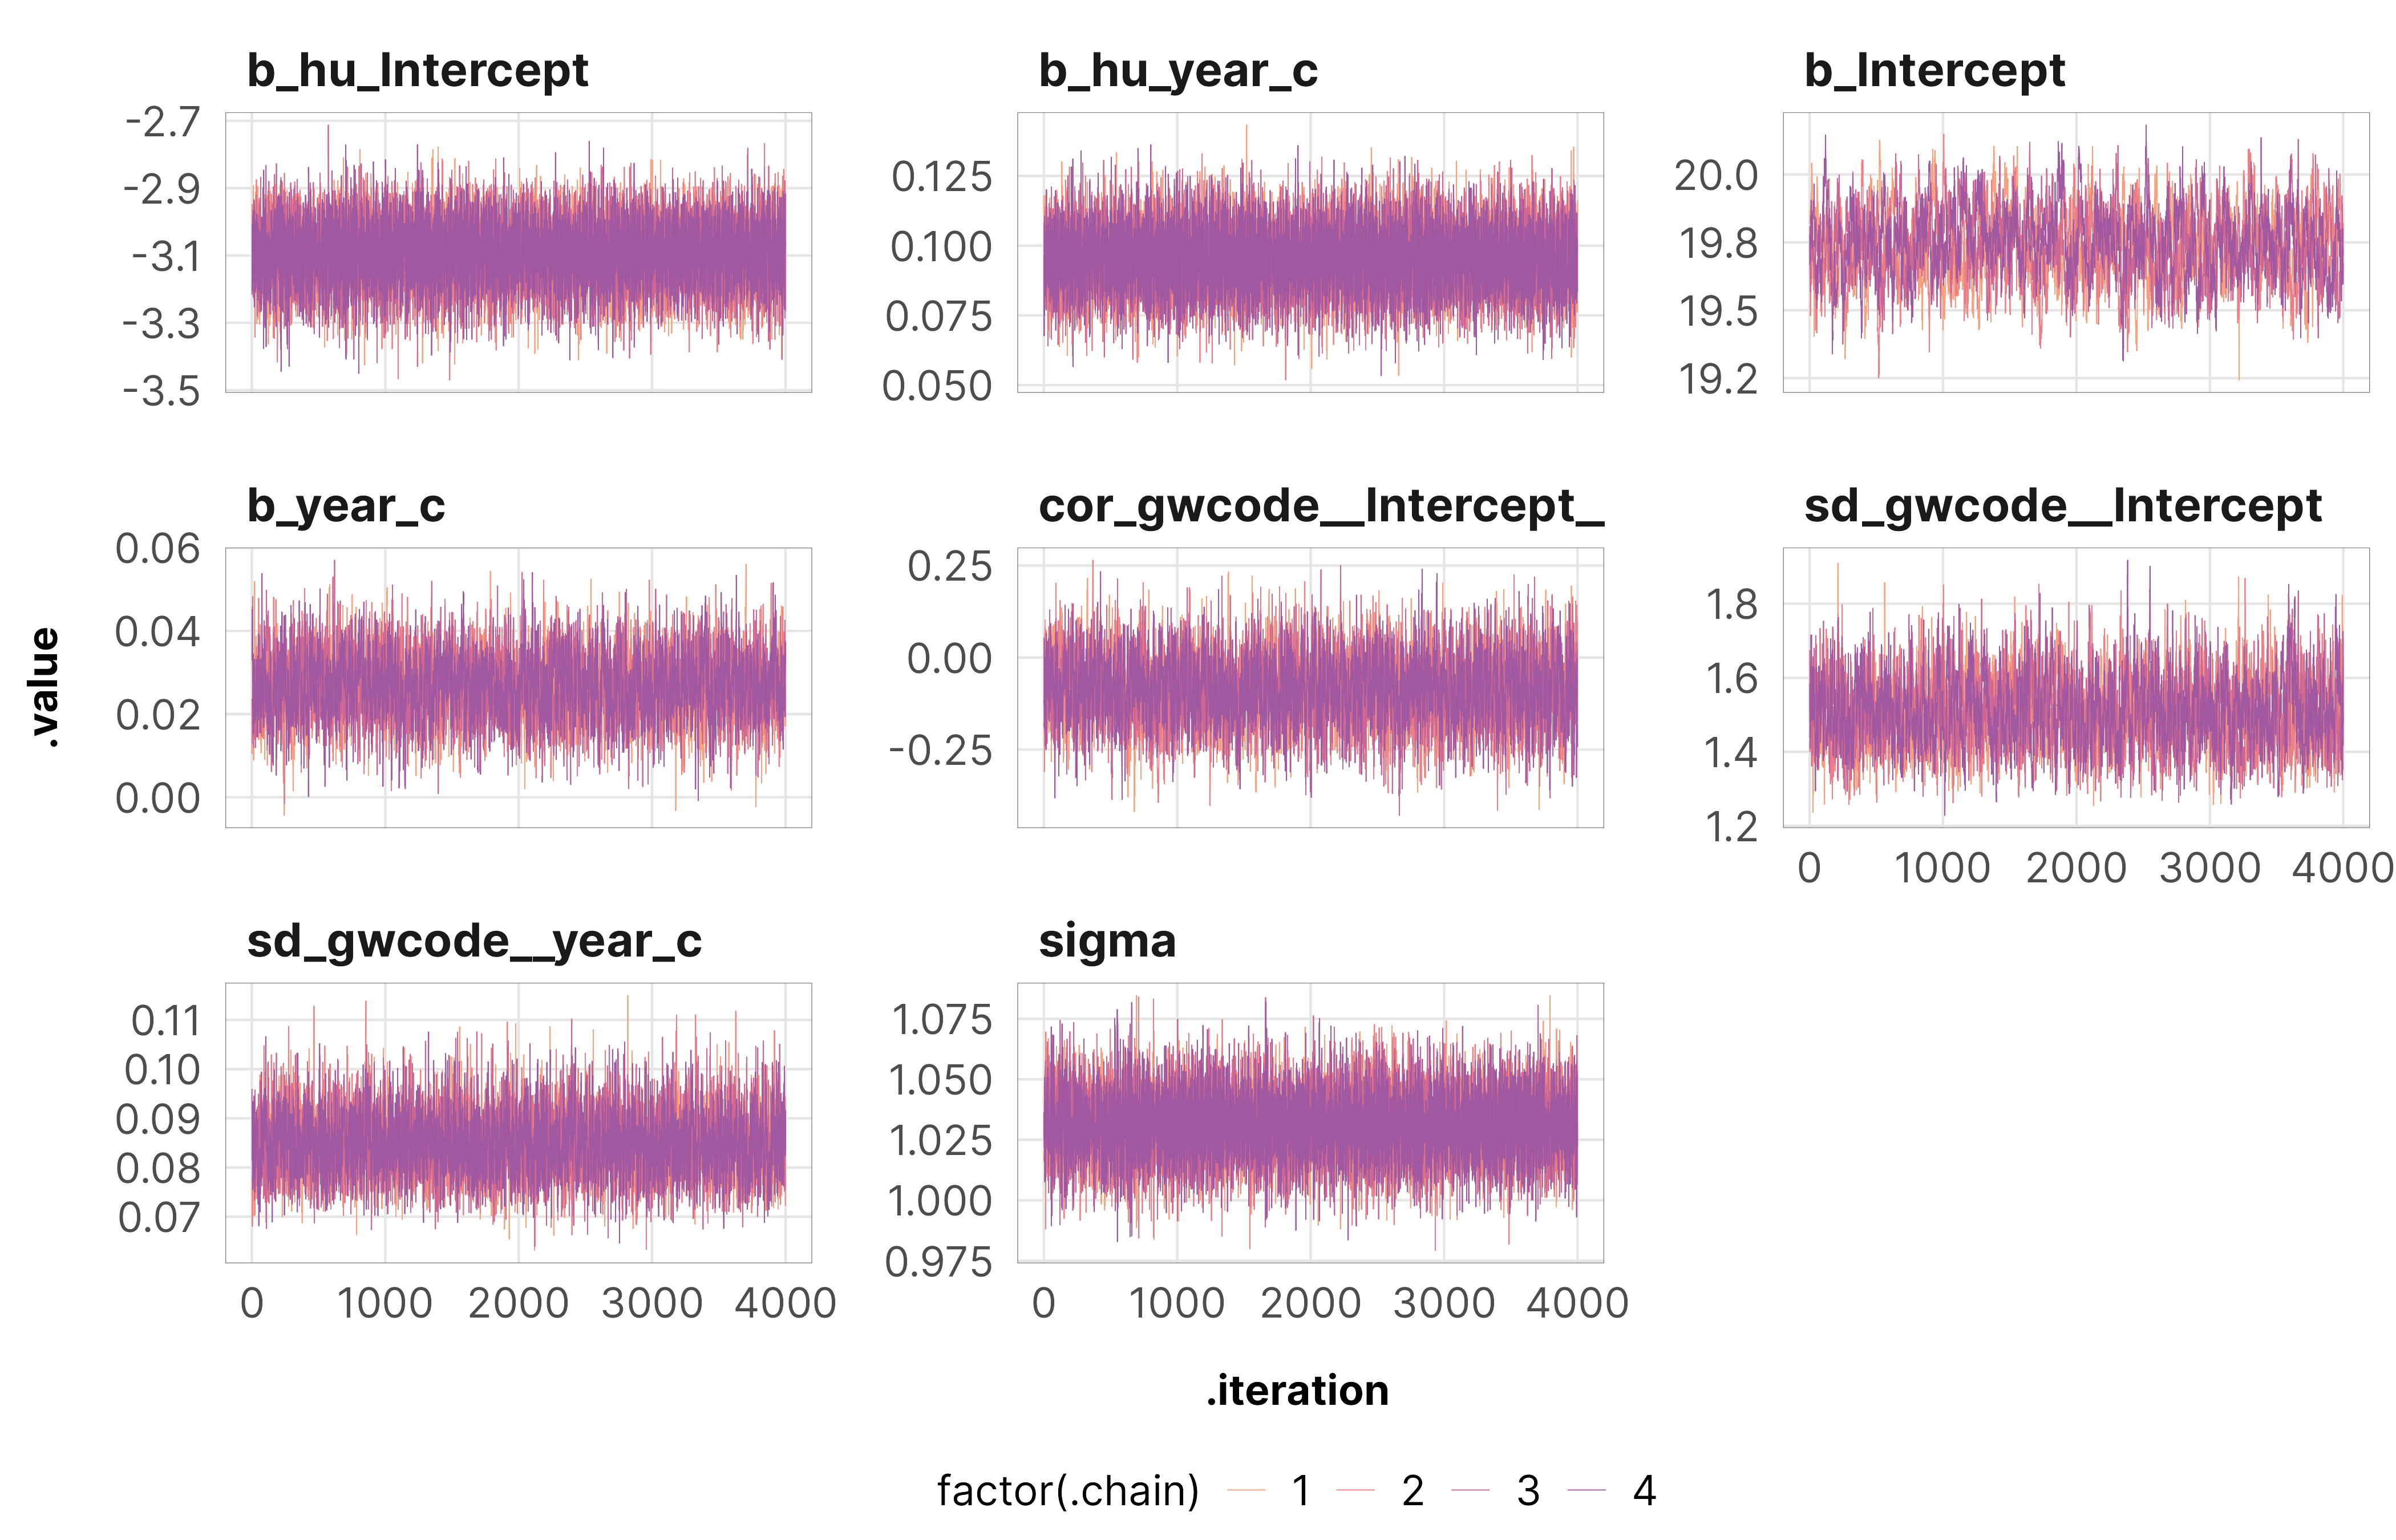 b_hu_Intercept
b_hu_year_c
b_Intercept
-2.7
-2.9
-3.1
-3.3
-3.5
0.125
0.100
0.075
0.050
20.0
19.8
19.5
19.2
b_year_c
cor_gwcode__Intercept_
sd_gwcode__Intercept
0.06
0.04
0.02
0.00
0.25
0.00
-0.25
1.8
1.6
1.4
1.2
0 1000 2000 3000 4000
sd_gwcode__year_c
sigma
0.11
0.10
0.09
0.08
0.07
1.075
1.050
1.025
1.000
0.975
0 1000 2000 3000 4000
0 1000 2000 3000 4000
.value
.iteration
factor(.chain) 1 2 3 4